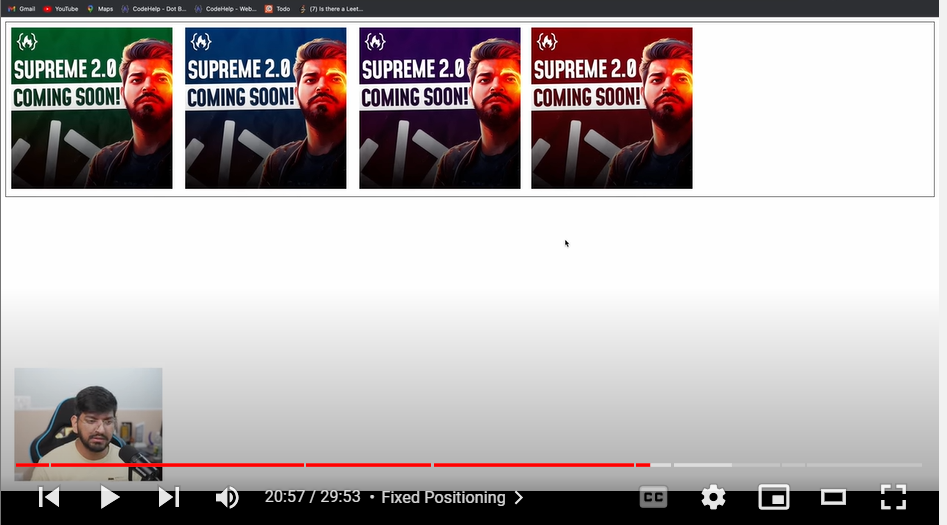 Gmail YouTube Maps CodeHelp - Dot B... CodeHelp - Web... Todo (7) Is there a Leet...
SUPREME 2.0 SUPREME 2.0 SUPREME 2.0 SUPREME 2.0
COMING SOON! COMING SOON! COMING SOON! COMING SOON!
20:57 / 29:53 • Fixed Positioning
CC